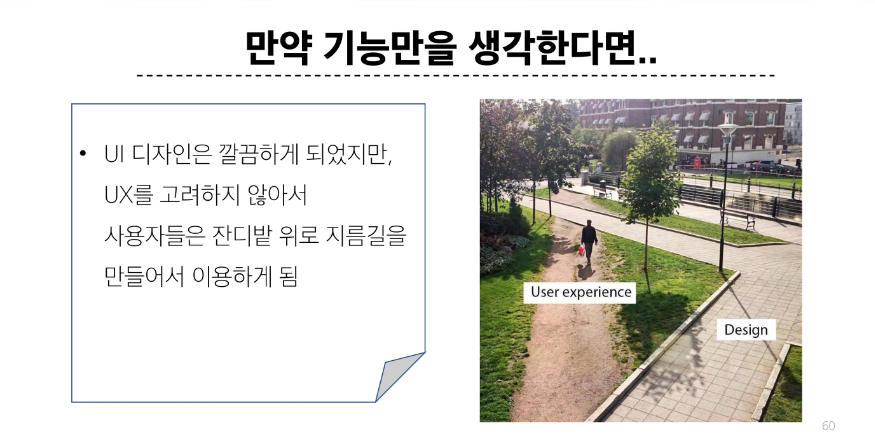 만약 기능만을 생각한다면..
• UI 디자인은 깔끔하게 되었지만,
UX를 고려하지 않아서
사용자들은 잔디밭 위로 지름길을
만들어서 이용하게 됨
User experience
Design
60